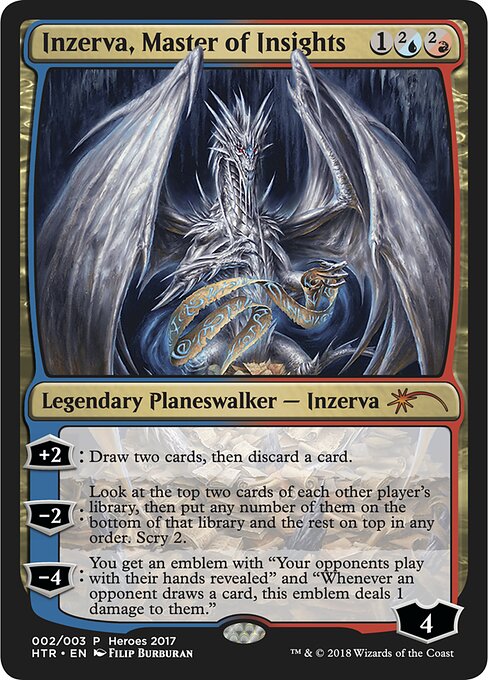 Inzerva, Master of Insights 1 2 2
Legendary Planeswalker — Inzerva
+2 : Draw two cards, then discard a card.
Look at the top two cards of each other player's
−2 : library, then put any number of them on the
bottom of that library and the rest on top in any
order. Scry 2.
You get an emblem with “Your opponents play
−4 : with their hands revealed” and “Whenever an
opponent draws a card, this emblem deals 1
damage to them.”
4
002/003 P Heroes 2017
HTR • EN Filip Burburan ™ & © 2018 Wizards of the Coast